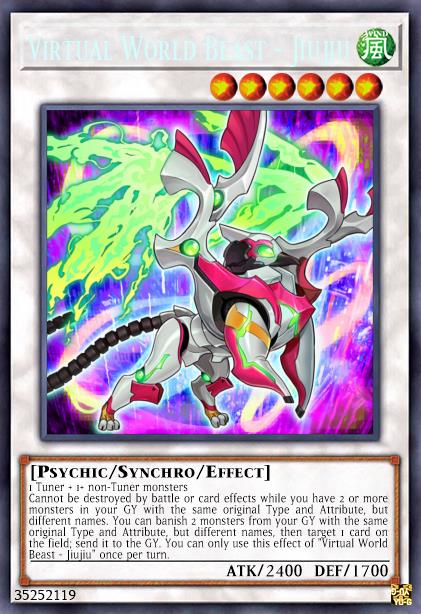 Virtual World Beast - Jiujiu
WIND
風
[Psychic/Synchro/Effect]
1 Tuner + 1+ non-Tuner monsters
Cannot be destroyed by battle or card effects while you have 2 or more
monsters in your GY with the same original Type and Attribute, but
different names. You can banish 2 monsters from your GY with the same
original Type and Attribute, but different names, then target 1 card on
the field; send it to the GY. You can only use this effect of "Virtual World
Beast - Jiujiu" once per turn.
ATK/2400 DEF/1700
35252119